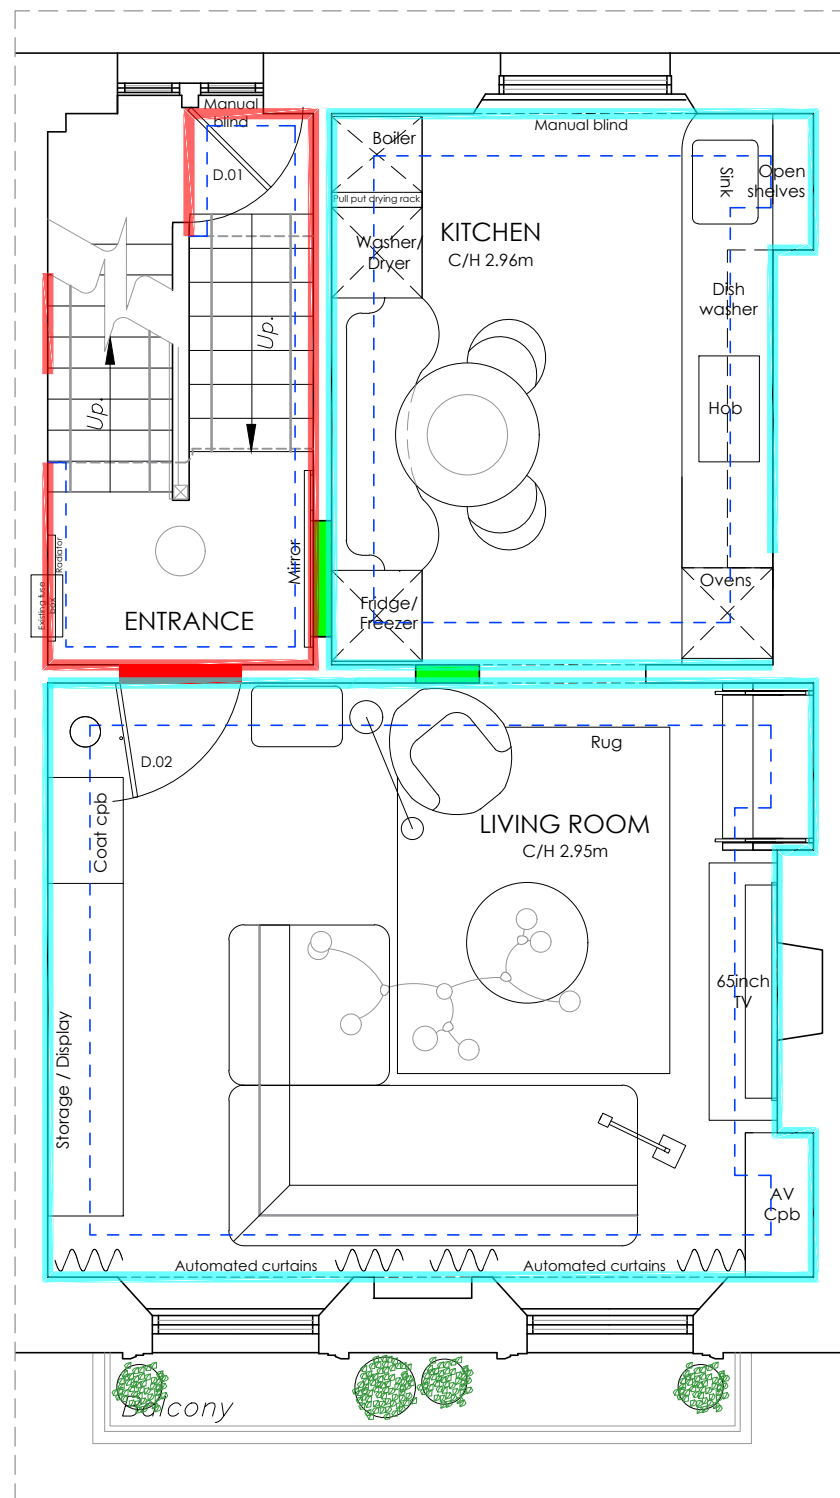 Manual
blind
D.01
Boiler
Manual blind
Sink
Open
shelves
Pull put drying rack
Washer/
Dryer
KITCHEN
C/H 2.96m
Dish
washer
Up.
Up.
Hob
Mirror
Radiator
Existing fuse
box
ENTRANCE
Fridge/
Freezer
Ovens
D.02
Rug
Coat cpb
LIVING ROOM
C/H 2.95m
65inch
TV
Storage / Display
AV
Cpb
Automated curtains
Automated curtains
Balcony